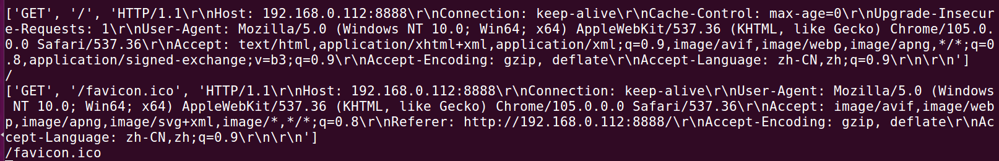 ['GET', '/', 'HTTP/1.1\r\nHost: 192.168.0.112:8888\r\nConnection: keep-alive\r\nCache-Control: max-age=0\r\nUpgrade-Insecur
e-Requests: 1\r\nUser-Agent: Mozilla/5.0 (Windows NT 10.0; Win64; x64) AppleWebKit/537.36 (KHTML, like Gecko) Chrome/105.0.
0.0 Safari/537.36\r\nAccept: text/html,application/xhtml+xml,application/xml;q=0.9,image/avif,image/webp,image/apng,*/*;q=0
.8,application/signed-exchange;v=b3;q=0.9\r\nAccept-Encoding: gzip, deflate\r\nAccept-Language: zh-CN,zh;q=0.9\r\n\r\n']
/
['GET', '/favicon.ico', 'HTTP/1.1\r\nHost: 192.168.0.112:8888\r\nConnection: keep-alive\r\nUser-Agent: Mozilla/5.0 (Windows
 NT 10.0; Win64; x64) AppleWebKit/537.36 (KHTML, like Gecko) Chrome/105.0.0.0 Safari/537.36\r\nAccept: image/avif,image/web
p,image/apng,image/svg+xml,image/*,*/*;q=0.8\r\nReferer: http://192.168.0.112:8888/\r\nAccept-Encoding: gzip, deflate\r\nAc
cept-Language: zh-CN,zh;q=0.9\r\n\r\n']
/favicon.ico